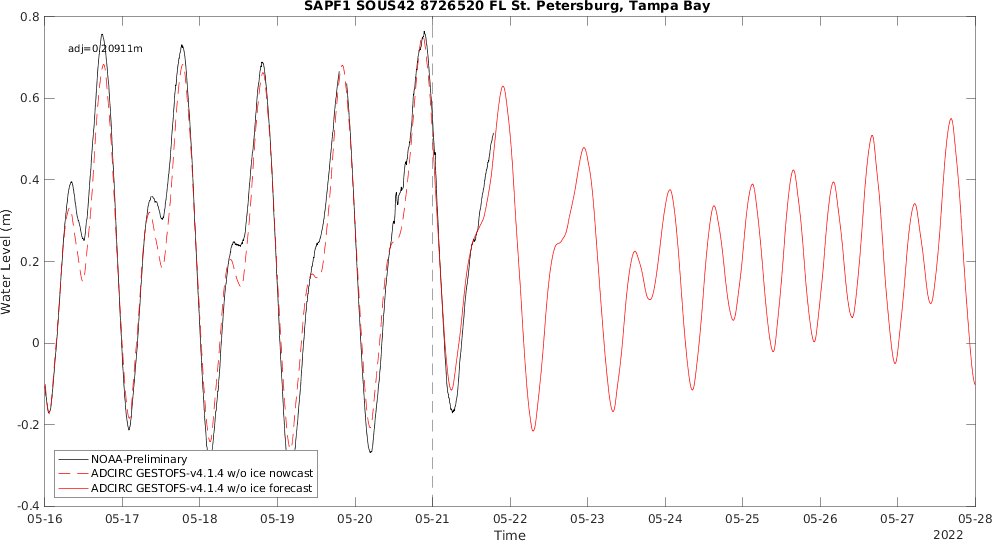 SAPF1 SOUS42 8726520 FL St. Petersburg, Tampa Bay
adj=0.20911m
0.8
0.6
0.4
0.2
0
-0.2
-0.4
Water Level (m)
NOAA-Preliminary
ADCIRC GESTOFS-v4.1.4 w/o ice nowcast
ADCIRC GESTOFS-v4.1.4 w/o ice forecast
05-16 05-17 05-18 05-19 05-20 05-21 05-22 05-23 05-24 05-25 05-26 05-27 05-28
Time
2022